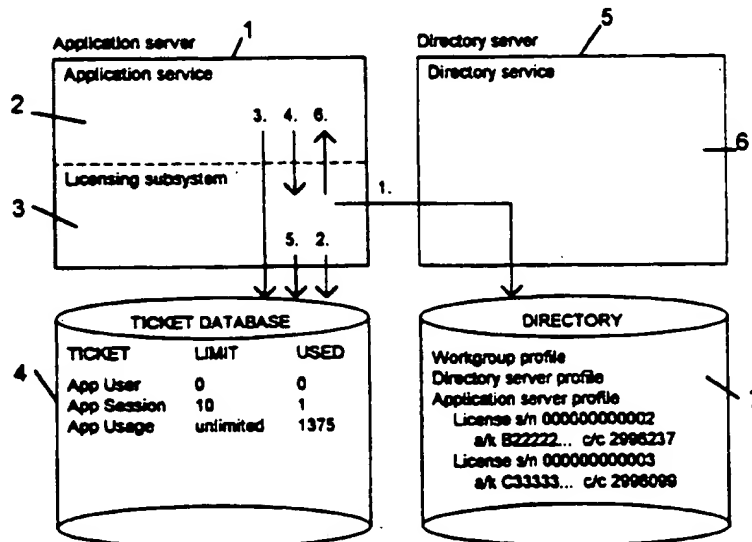 1
5
Application server
Directory server
Application service
Directory service
2
3. 4. 6.
6
Licensing subsystem
1.
3
5. 2.
TICKET DATABASE
DIRECTORY
4
TICKET LIMIT USED
App User 0 0
App Session 10 1
App Usage unlimited 1375
Workgroup profile
Directory server profile
Application server profile
License s/n 000000000002
a/k B22222... c/c 2996237
License s/n 000000000003
a/k C33333... c/c 2996099